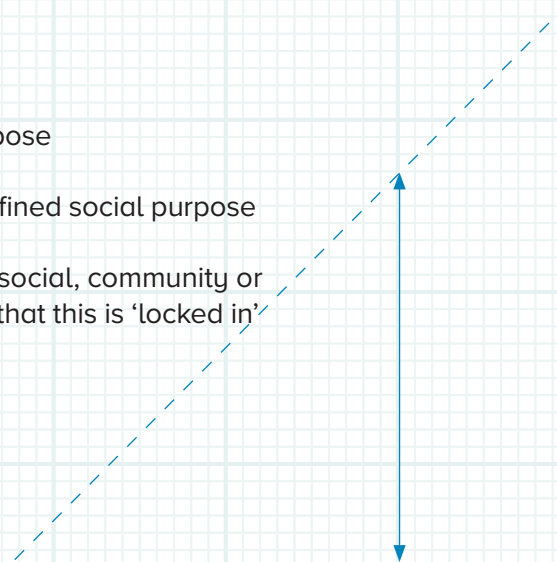 pose
fined social purpose
social, community or
that this is ‘locked in’